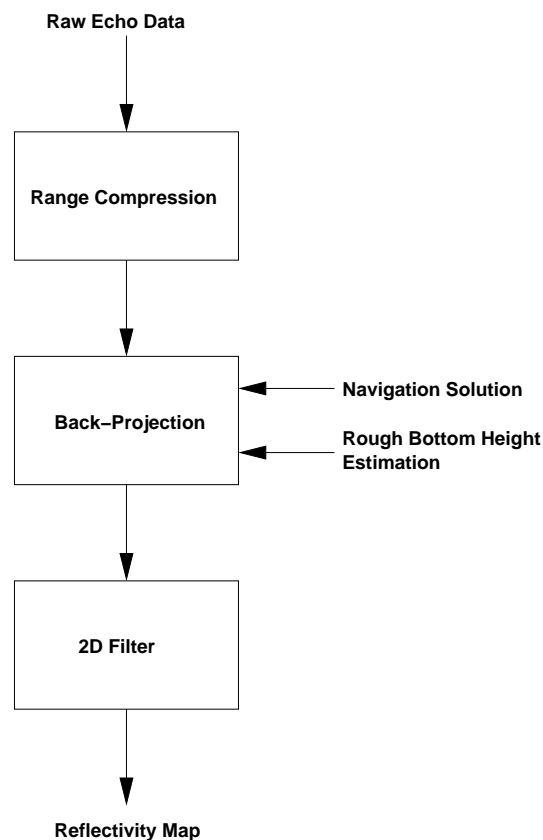 Raw Echo Data
Range Compression
Back−Projection
Navigation Solution
Rough Bottom Height
Estimation
2D Filter
Reflectivity Map